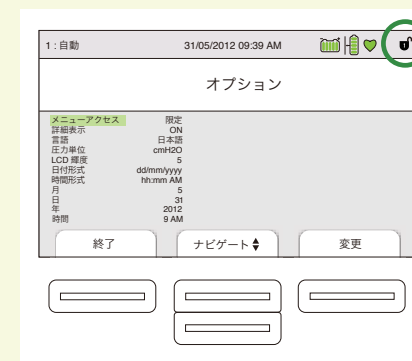 1 : 自動 31/05/2012 09:39 AM
オプション
メニューアクセス 限定
詳細表示 ON
言語 日本語
圧力単位 cmH2O
LCD 輝度 5
日付形式 dd/mm/yyyy
時間形式 hh:mm AM
月 5
日 31
年 2012
時間 9 AM
終了 ナビゲート 変更